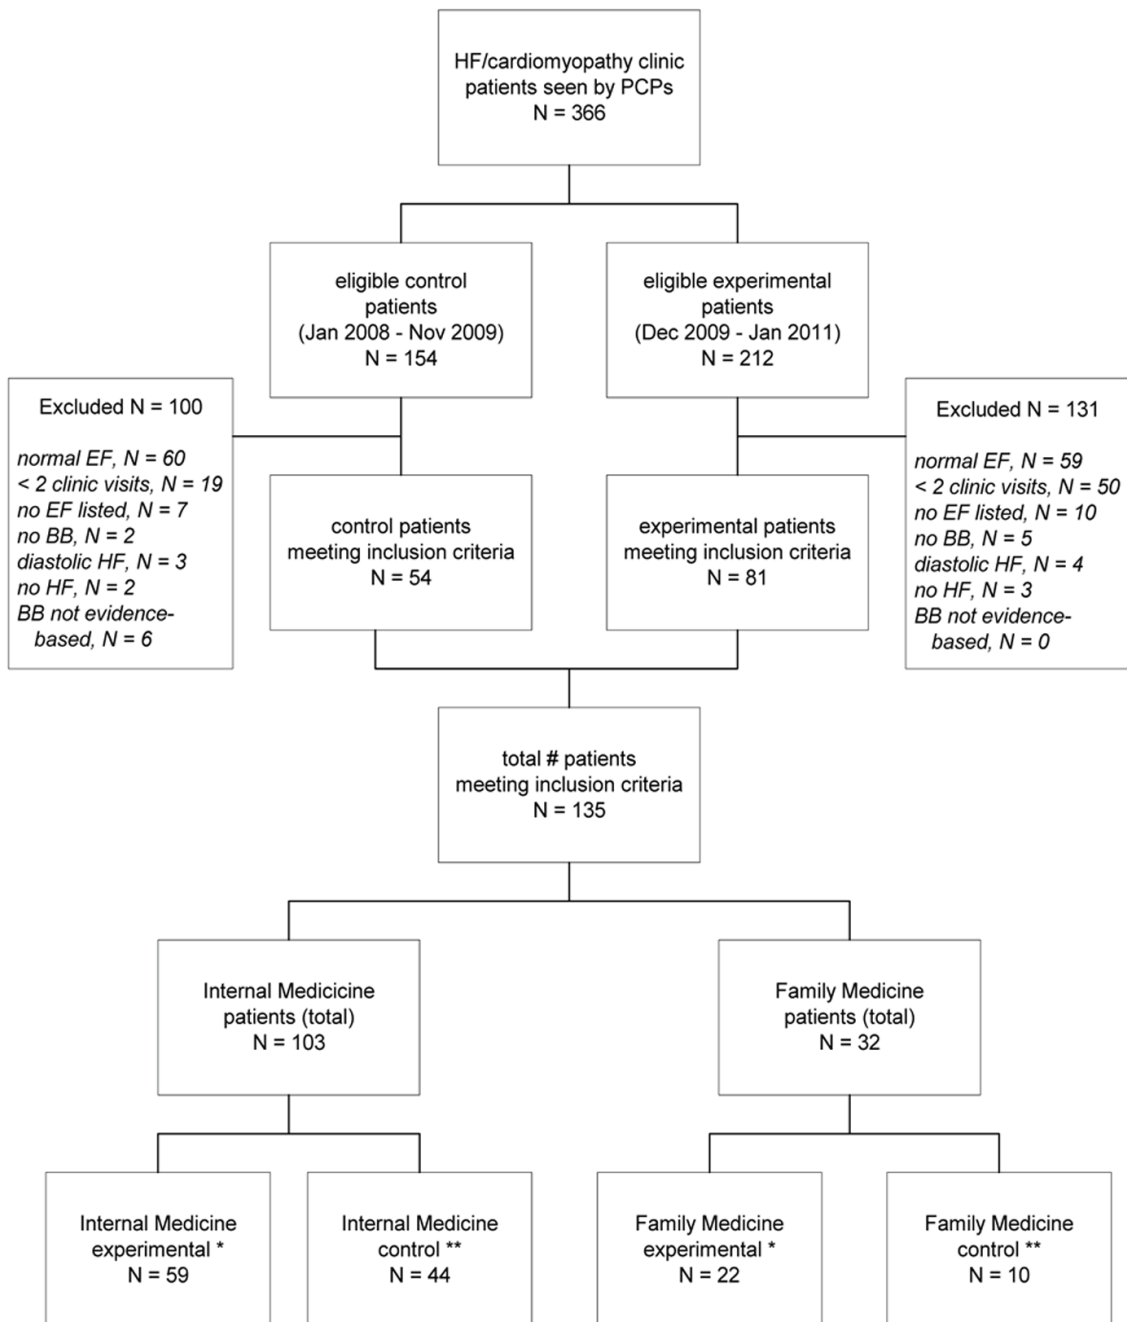 HF/cardiomyopathy clinic
patients seen by PCPs
N = 366
eligible control
patients
(Jan 2008 - Nov 2009)
N = 154
eligible experimental
patients
(Dec 2009 - Jan 2011)
N = 212
Excluded N = 100
normal EF, N = 60
< 2 clinic visits, N = 19
no EF listed, N = 7
no BB, N = 2
diastolic HF, N = 3
no HF, N = 2
BB not evidence-
based, N = 6
Excluded N = 131
normal EF, N = 59
< 2 clinic visits, N = 50
no EF listed, N = 10
no BB, N = 5
diastolic HF, N = 4
no HF, N = 3
BB not evidence-
based, N = 0
control patients
meeting inclusion criteria
N = 54
experimental patients
meeting inclusion criteria
N = 81
total # patients
meeting inclusion criteria
N = 135
Internal Medicicine
patients (total)
N = 103
Family Medicine
patients (total)
N = 32
Internal Medicine
experimental *
N = 59
Internal Medicine
control **
N = 44
Family Medicine
experimental *
N = 22
Family Medicine
control **
N = 10